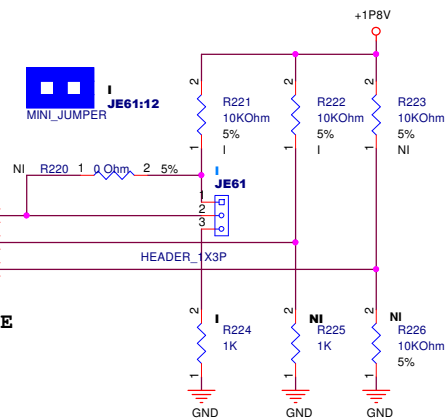 +1P8V
2 2 2
I
JE61:12
MINI_JUMPER
R221 R222 R223
10KOhm 10KOhm 10KOhm
5% 5% 5%
1 I 1 I 1 NI
NI R220 1 0 Ohm 2 5%
I
JE61
1
2
3
HEADER_1X3P
E
2 I 2 NI 2 NI
R224 R225 R226
1K 1K 10KOhm
5%
1 1 1
GND GND GND